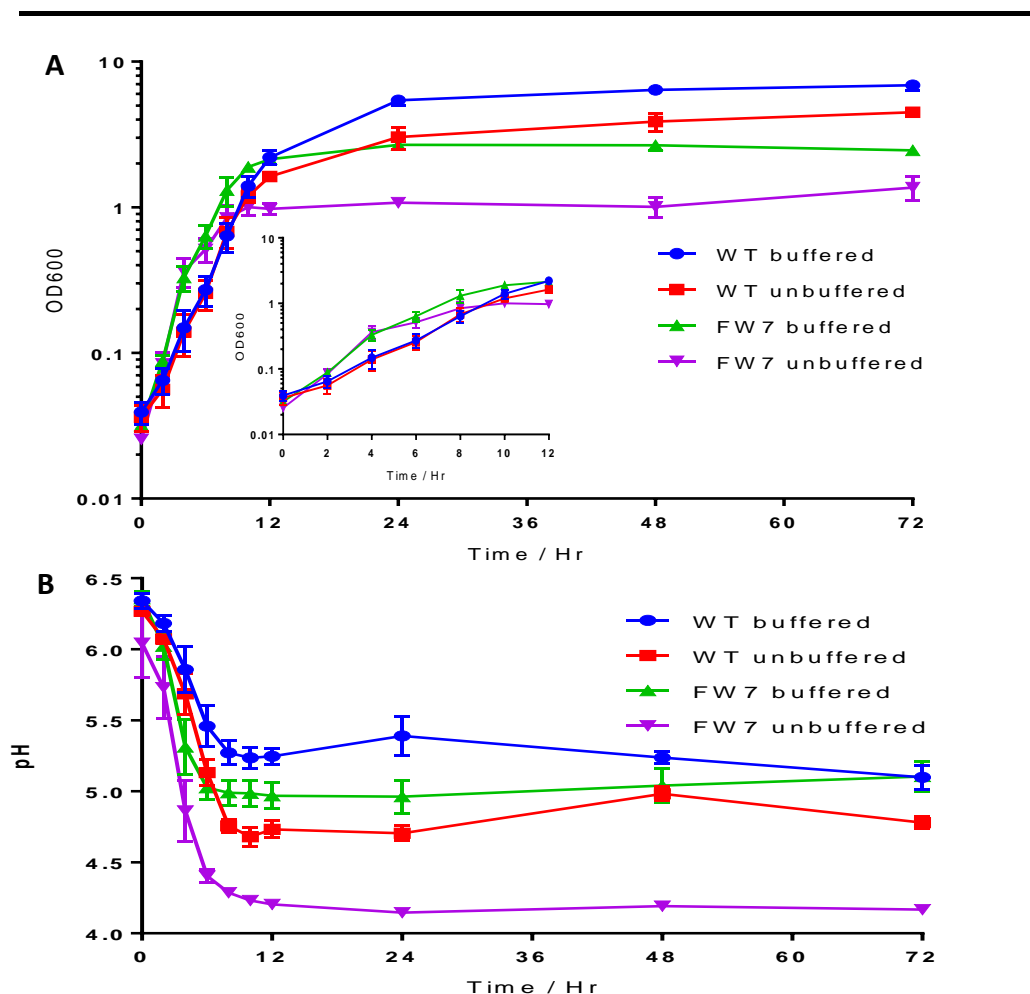 A
10
1
0.1
0.01
OD600
0 12 24 36 48 60 72
Time / Hr
WT buffered
WT unbuffered
FW7 buffered
FW7 unbuffered
10
1
0.1
0.01
OD600
0 2 4 6 8 10 12
Time / Hr
B
6.5
6.0
5.5
5.0
4.5
4.0
pH
0 12 24 36 48 60 72
Time / Hr
WT buffered
WT unbuffered
FW7 buffered
FW7 unbuffered